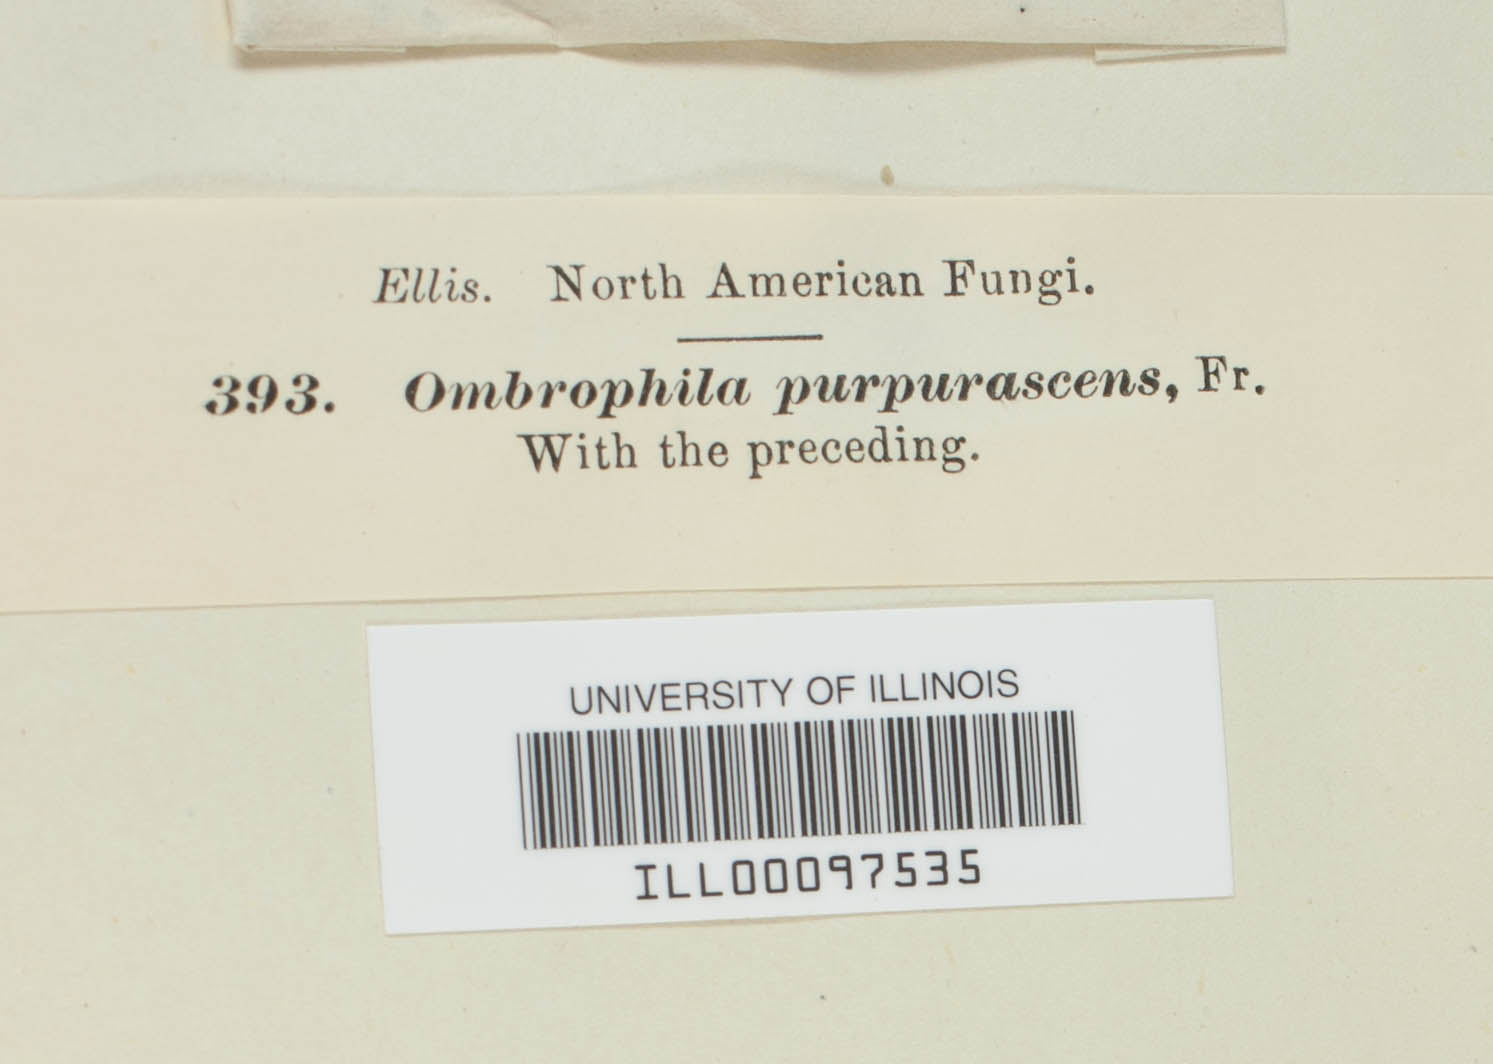 Ellis. North American Fungi.
393. Ombrophila purpurascens, Fr.
With the preceding.
UNIVERSITY OF ILLINOIS
ILL00097535